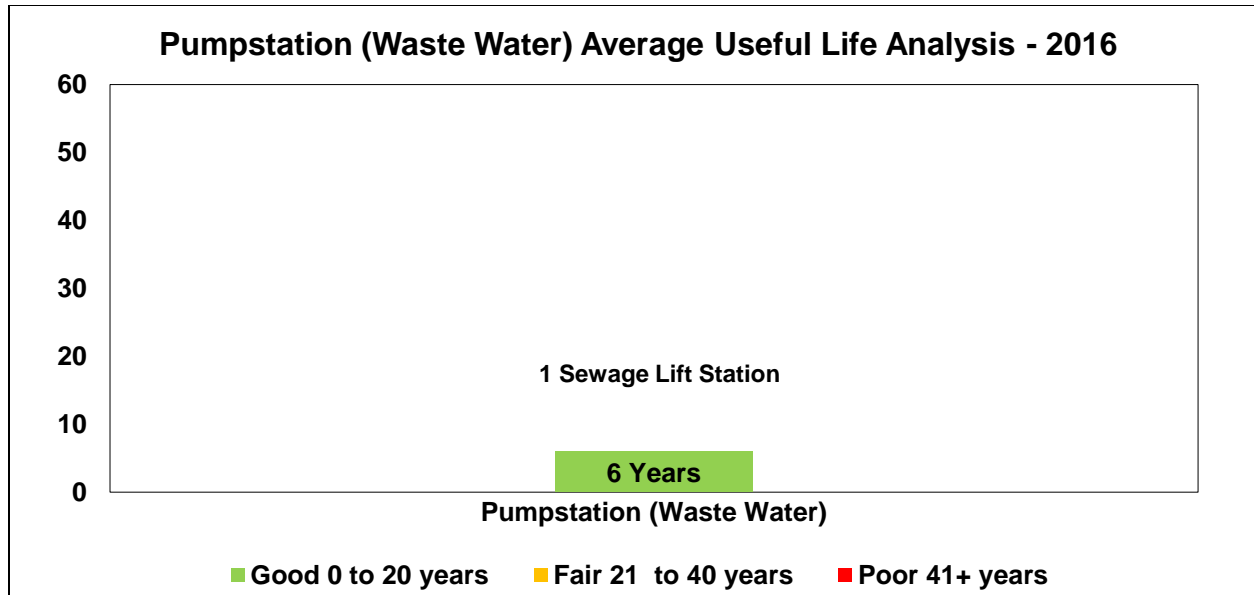 Pumpstation (Waste Water) Average Useful Life Analysis - 2016
60
50
40
30
20
10
0
1 Sewage Lift Station
6 Years
Pumpstation (Waste Water)
Good 0 to 20 years
Fair 21  to 40 years
Poor 41+ years